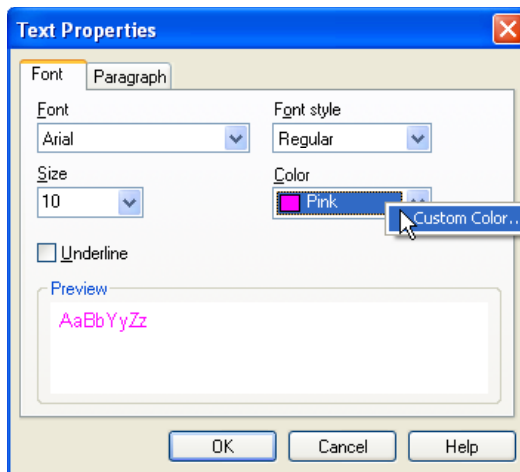 Text Properties
Font Paragraph
Font Font style
Arial Regular
Size Color
10 Pink
Custom Color...
Underline
Preview
AaBbYyZz
OK Cancel Help